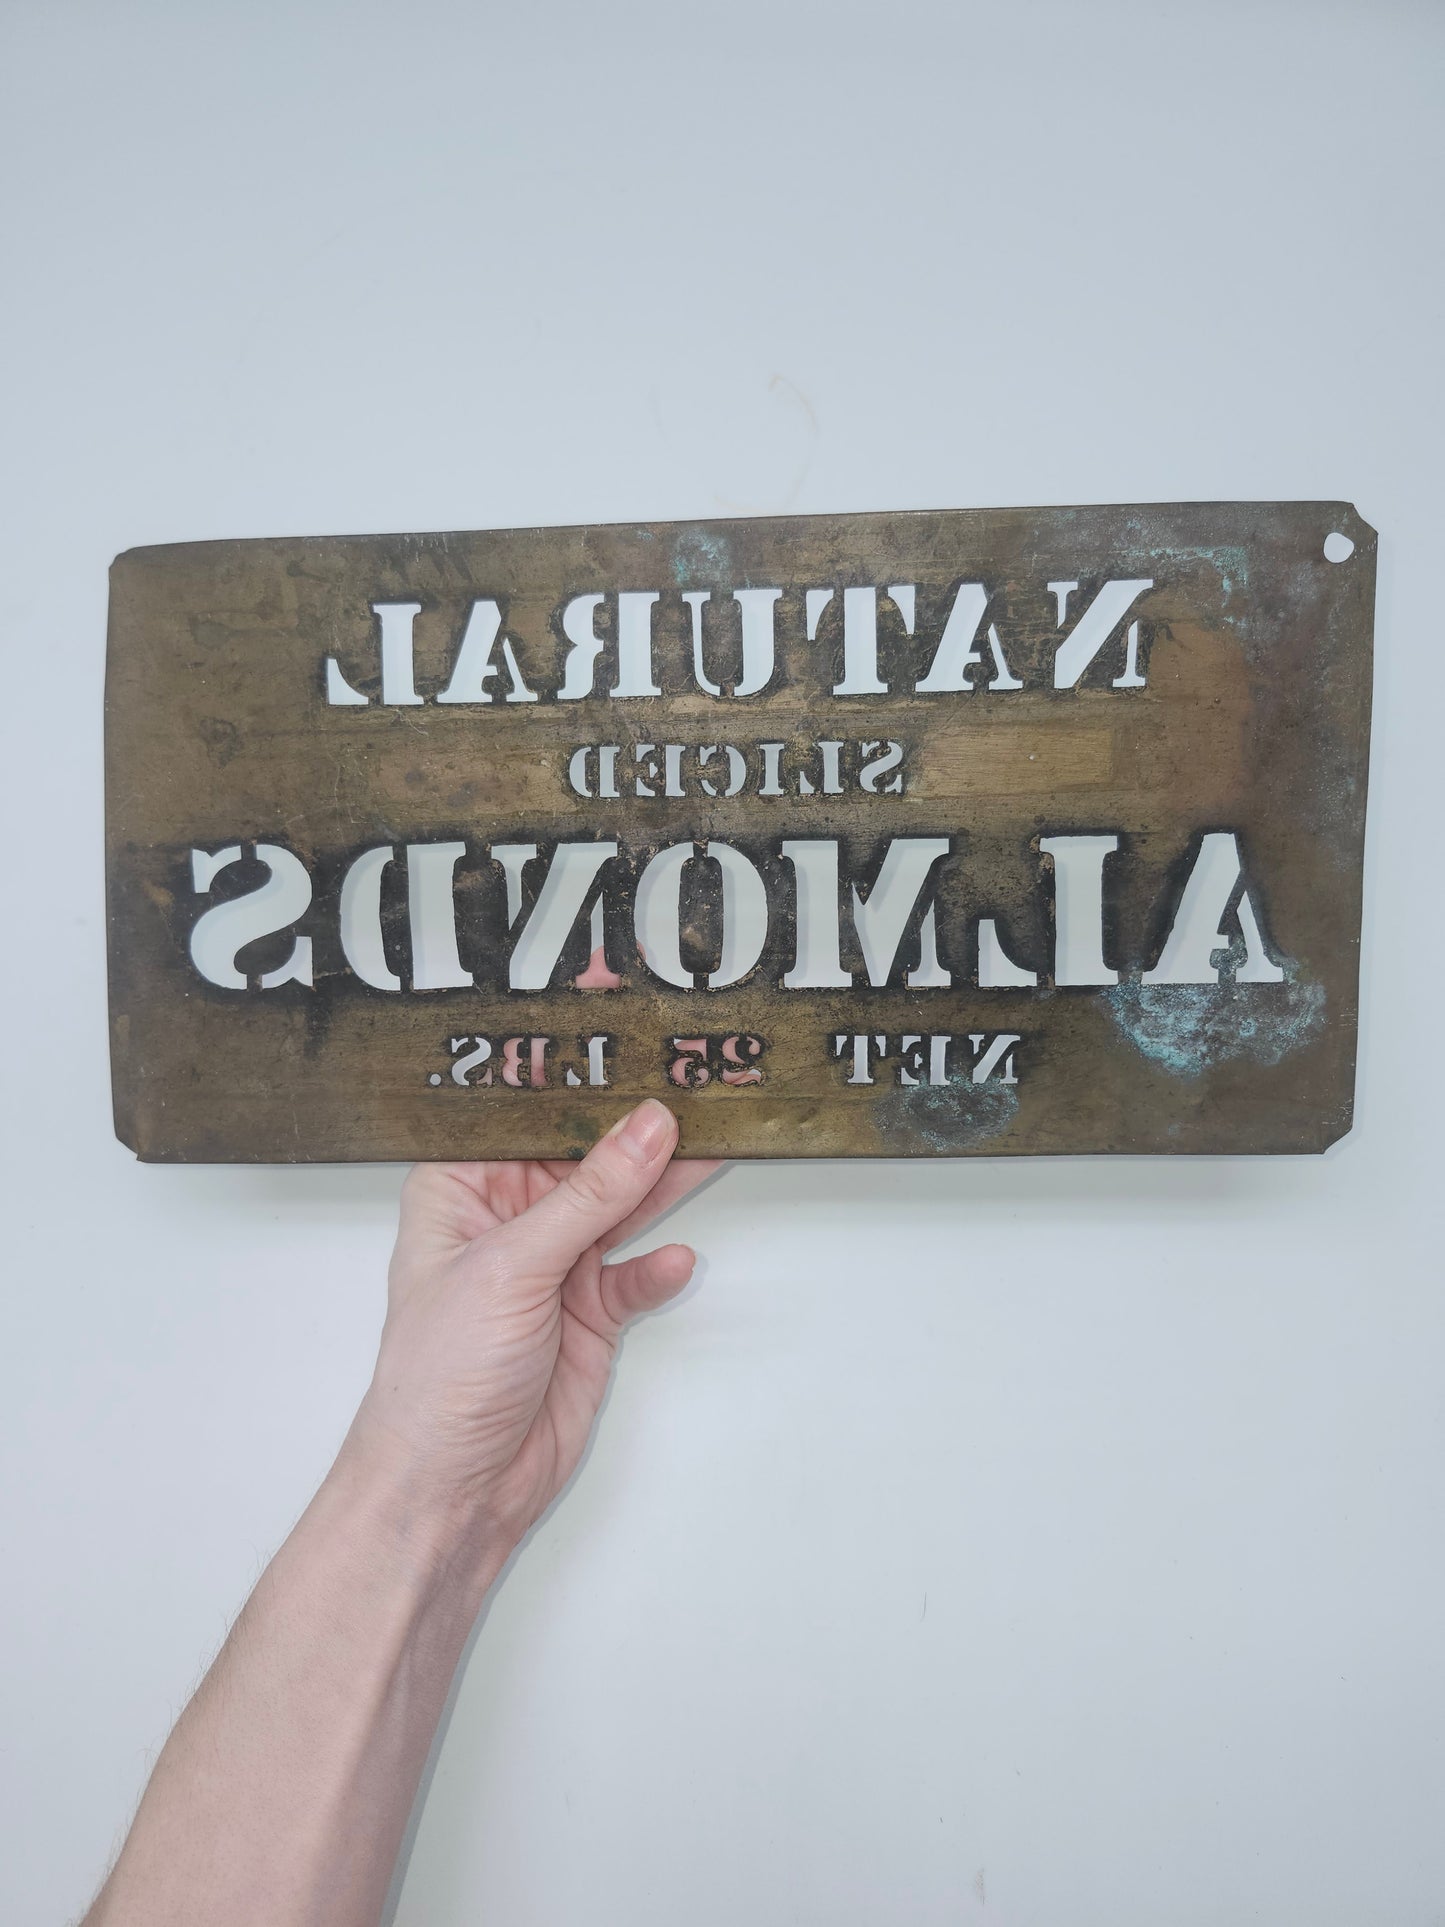 NATURAL
SLICED
ALMONDS
NET 25 LBS.